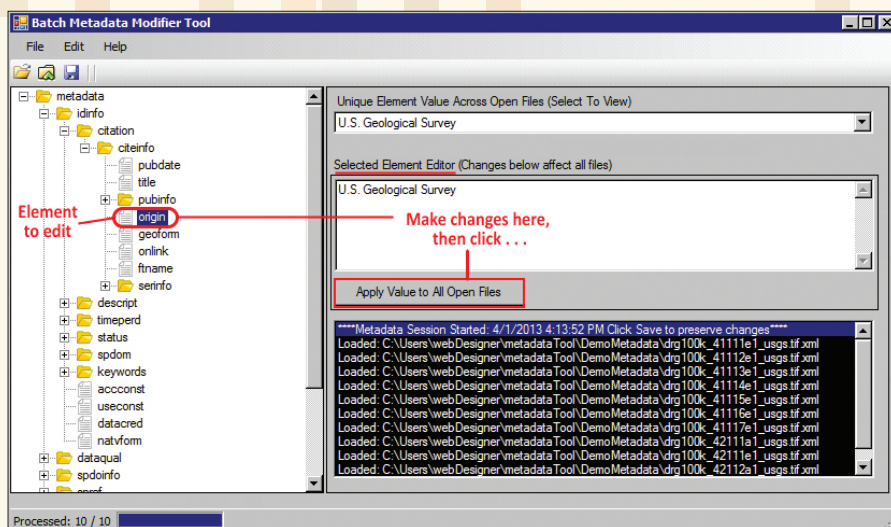 Batch Metadata Modifier Tool
File Edit Help
metadata
idinfo
citation
citeinfo
pubdate
title
pubinfo
origin
geoform
onlink
ftname
serinfo
descript
timeperd
status
spdom
keywords
accconst
useconst
datacred
natvform
dataqual
spdoinfo
Element
to edit
Unique Element Value Across Open Files (Select To View)
U.S. Geological Survey
Selected Element Editor (Changes below affect all files)
U.S. Geological Survey
Make changes here,
then click . . .
Apply Value to All Open Files
****Metadata Session Started: 4/1/2013 4:13:52 PM Click Save to preserve changes****
Loaded: C:\Users\webDesigner\metadataTool\DemoMetadata\drg100k_41111e1_usgs.tif.xml
Loaded: C:\Users\webDesigner\metadataTool\DemoMetadata\drg100k_41112e1_usgs.tif.xml
Loaded: C:\Users\webDesigner\metadataTool\DemoMetadata\drg100k_41113e1_usgs.tif.xml
Loaded: C:\Users\webDesigner\metadataTool\DemoMetadata\drg100k_41114e1_usgs.tif.xml
Loaded: C:\Users\webDesigner\metadataTool\DemoMetadata\drg100k_41115e1_usgs.tif.xml
Loaded: C:\Users\webDesigner\metadataTool\DemoMetadata\drg100k_41116e1_usgs.tif.xml
Loaded: C:\Users\webDesigner\metadataTool\DemoMetadata\drg100k_41117e1_usgs.tif.xml
Loaded: C:\Users\webDesigner\metadataTool\DemoMetadata\drg100k_42111a1_usgs.tif.xml
Loaded: C:\Users\webDesigner\metadataTool\DemoMetadata\drg100k_42111e1_usgs.tif.xml
Loaded: C:\Users\webDesigner\metadataTool\DemoMetadata\drg100k_42112a1_usgs.tif.xml
Processed: 10 / 10